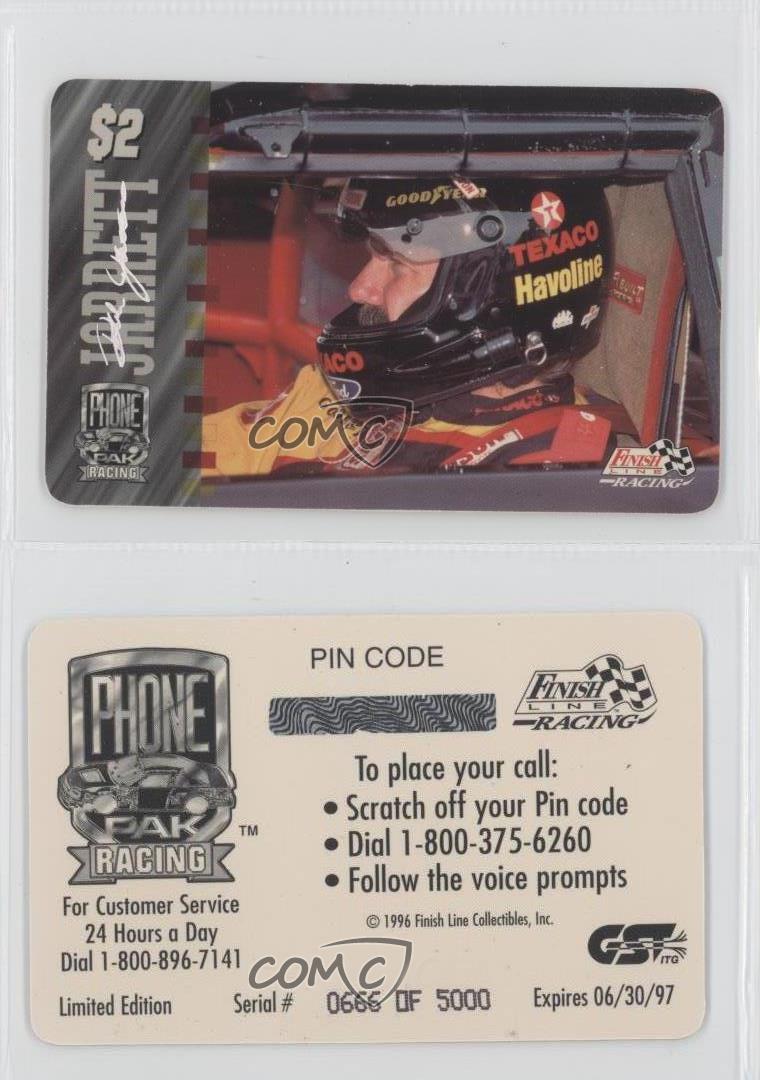 $2
JARRETT
PHONE
PAK
RACING
GOODYEAR
TEXACO
Havoline
TEXACO
Ford
FINISH
LINE
RACING
COMC
PHONE
PAK
RACING
TM
For Customer Service
24 Hours a Day
Dial 1-800-896-7141
Limited Edition
PIN CODE
FINISH
LINE
RACING
To place your call:
• Scratch off your Pin code
• Dial 1-800-375-6260
• Follow the voice prompts
© 1996 Finish Line Collectibles, Inc.
GST
ITG
COMC
Serial # 0666 OF 5000
Expires 06/30/97